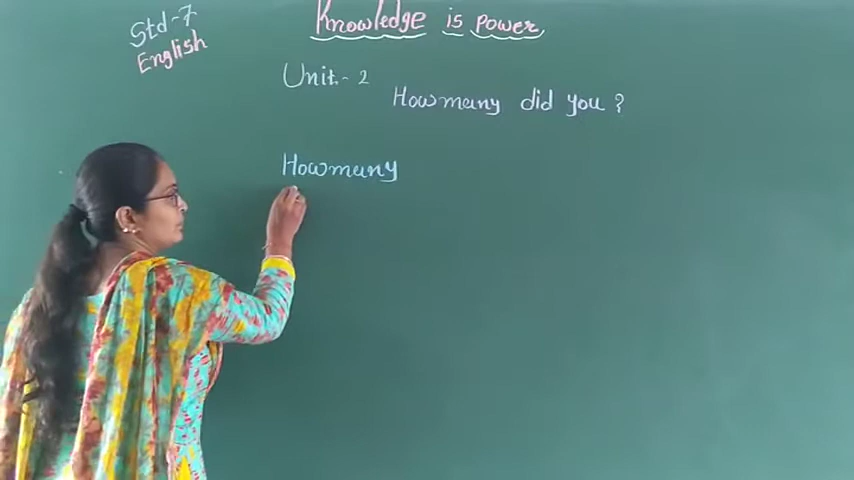 Std-7
English
Knowledge is power
Unit-2
Howmany did you ?
Howmany